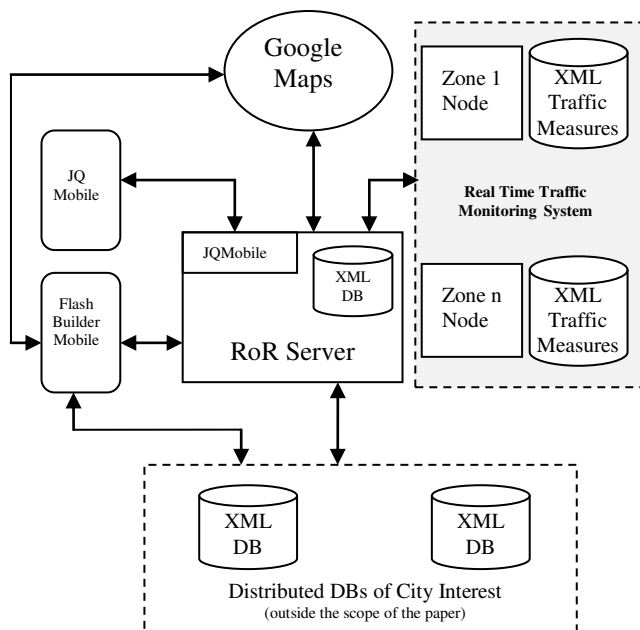 Google
Maps
Zone 1
Node
XML
Traffic
Measures
JQ
Mobile
Real Time Traffic
Monitoring System
JQMobile
XML
DB
RoR Server
Flash
Builder
Mobile
Zone n
Node
XML
Traffic
Measures
XML
DB
XML
DB
Distributed DBs of City Interest
(outside the scope of the paper)